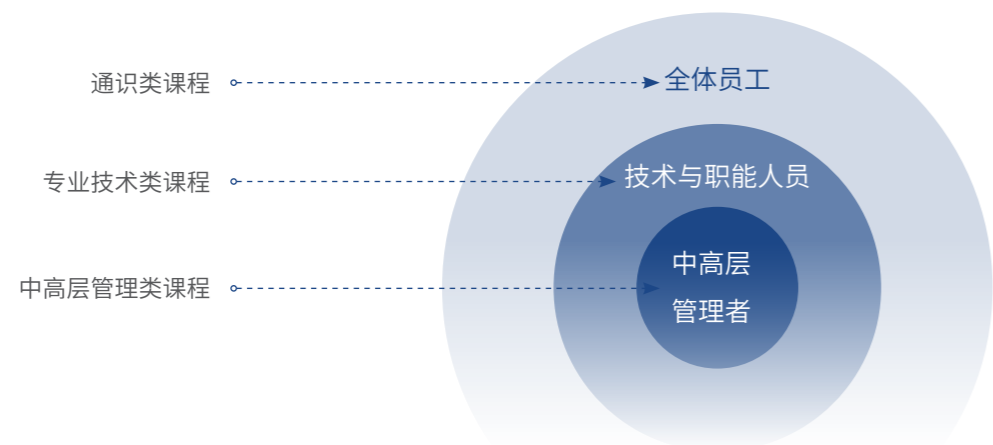 通识类课程
全体员工
专业技术类课程
技术与职能人员
中高层管理类课程
中高层
管理者